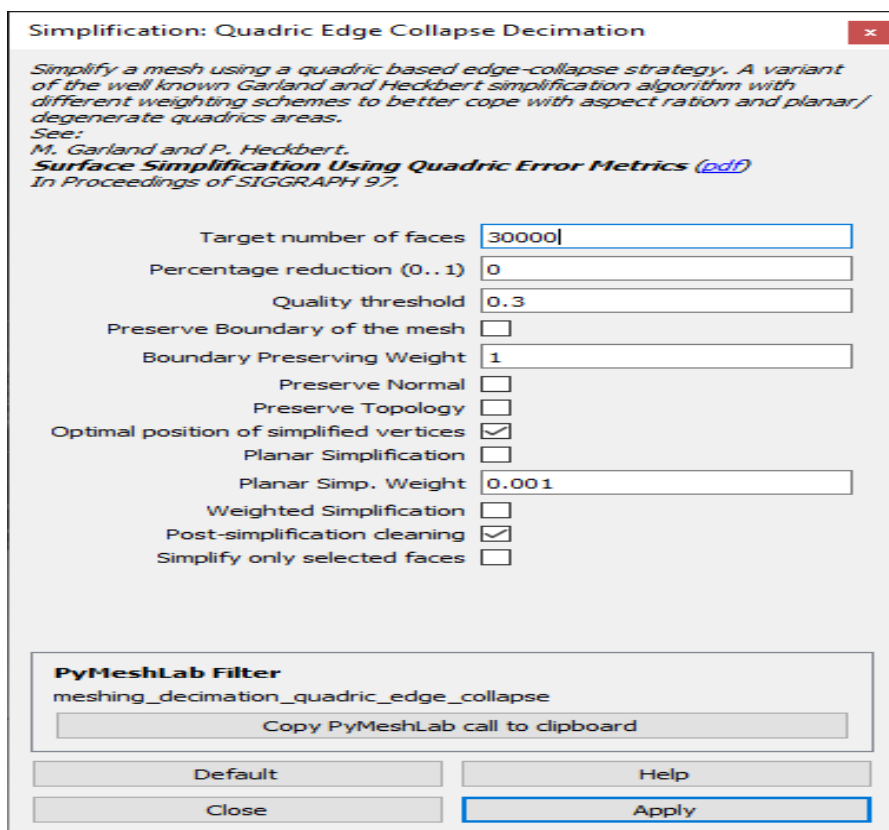 Simplification: Quadric Edge Collapse Decimation
Simplify a mesh using a quadric based edge-collapse strategy. A variant
of the well known Garland and Heckbert simplification algorithm with
different weighting schemes to better cope with aspect ration and planar/
degenerate quadrics areas.
See:
M. Garland and P. Heckbert.
Surface Simplification Using Quadric Error Metrics (pdf)
In Proceedings of SIGGRAPH 97.
Target number of faces 30000
Percentage reduction (0..1) 0
Quality threshold 0.3
Preserve Boundary of the mesh
Boundary Preserving Weight 1
Preserve Normal
Preserve Topology
Optimal position of simplified vertices
Planar Simplification
Planar Simp. Weight 0.001
Weighted Simplification
Post-simplification cleaning
Simplify only selected faces
PyMeshLab Filter
meshing_decimation_quadric_edge_collapse
Copy PyMeshLab call to clipboard
Default Help
Close Apply